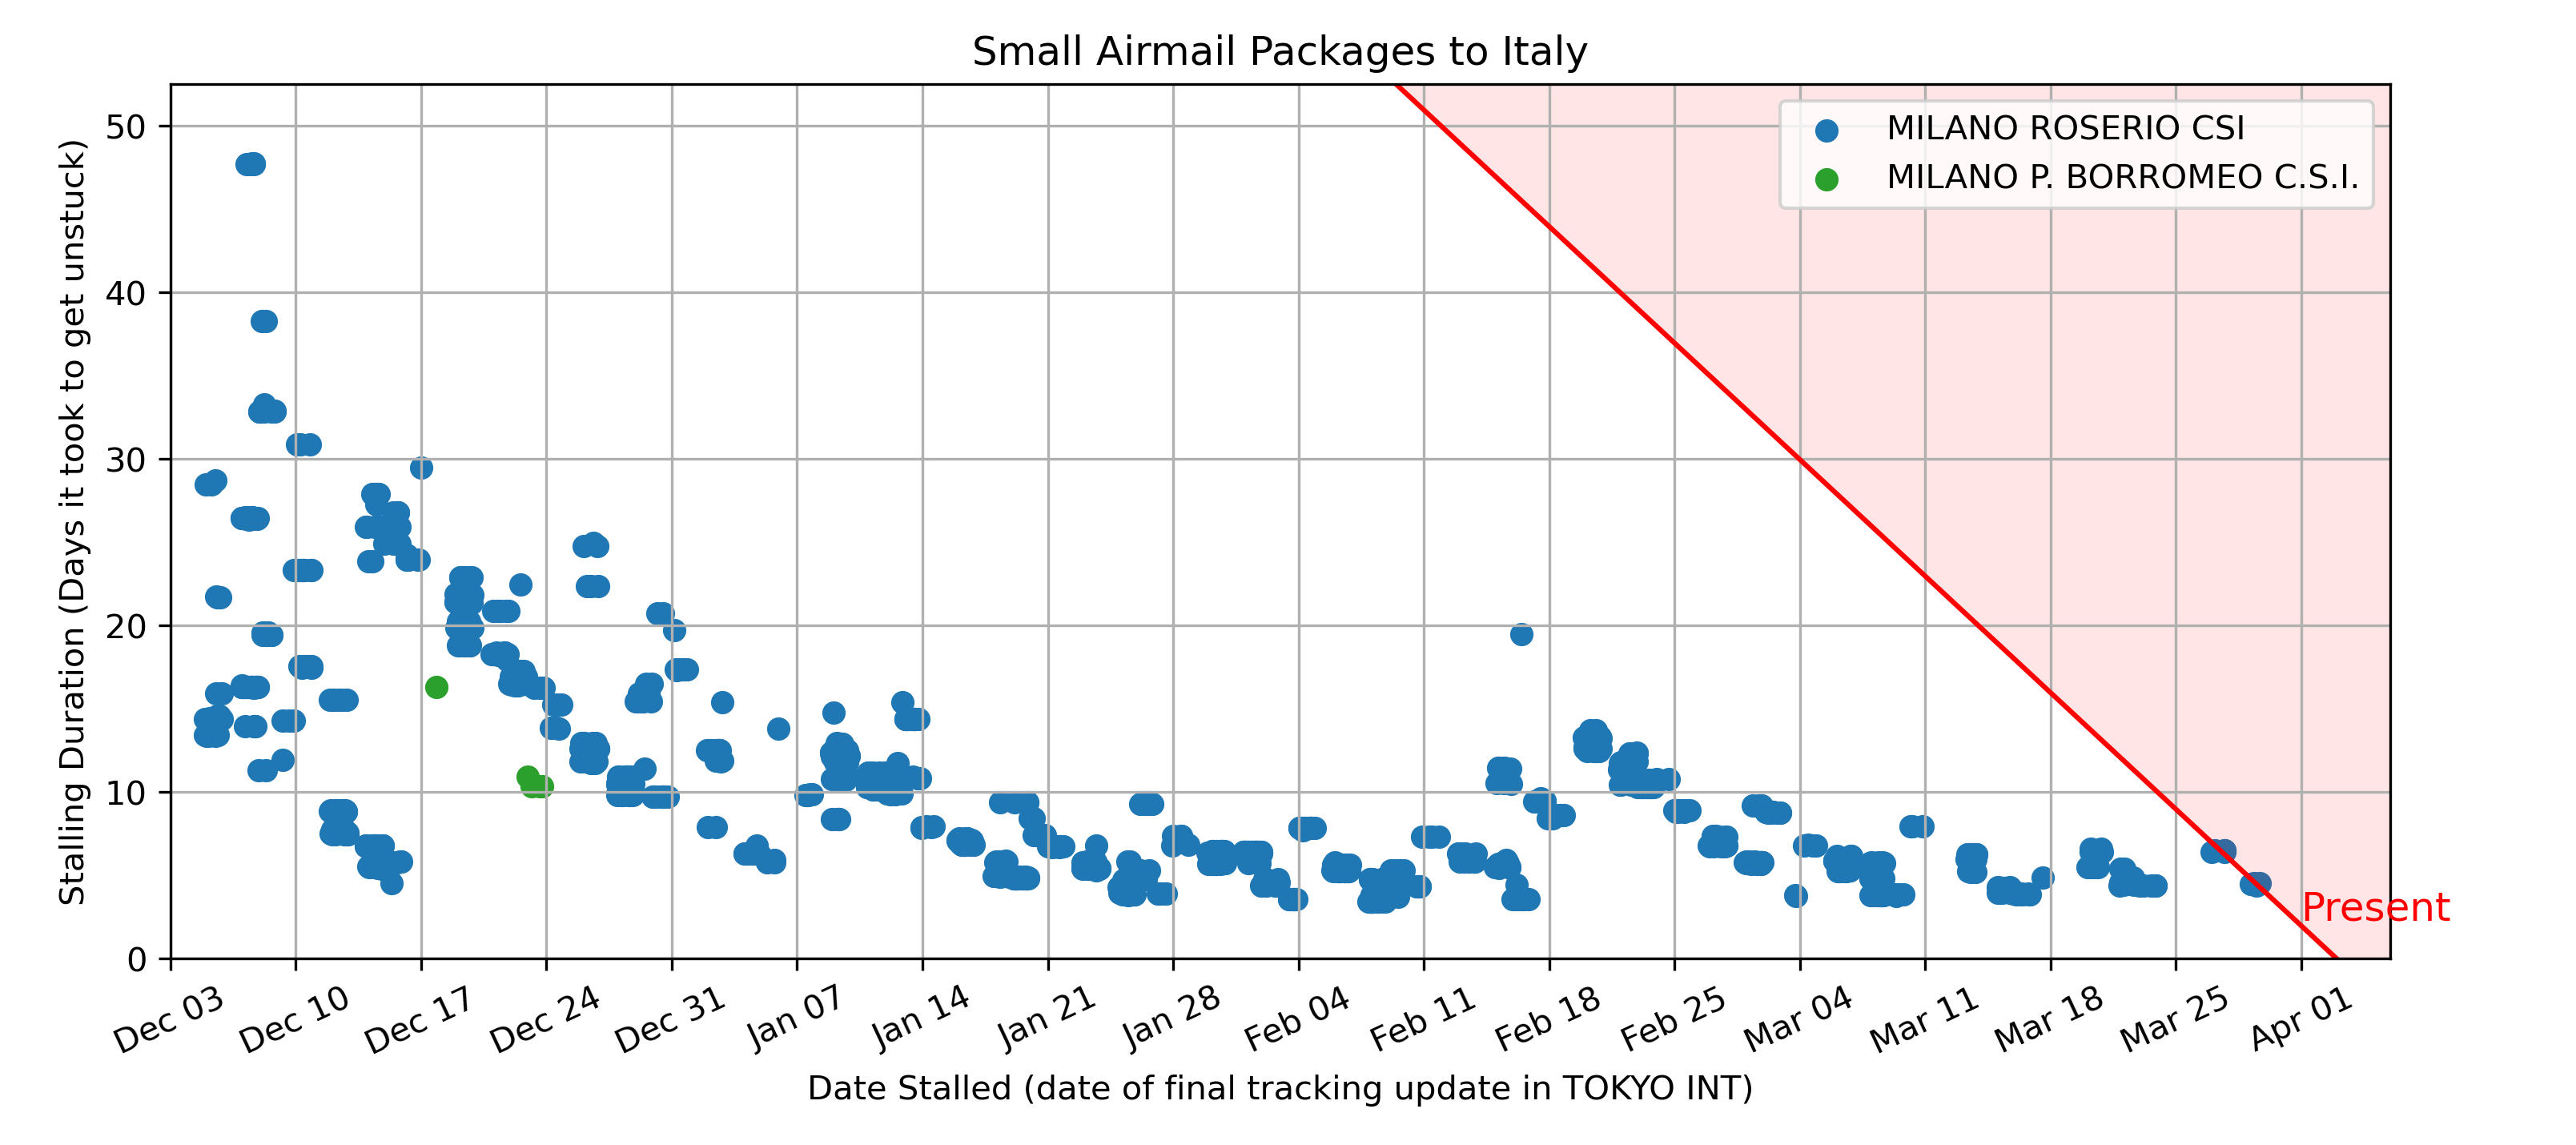 Small Airmail Packages to Italy
Stalling Duration (Days it took to get unstuck)
50
40
30
20
10
0
MILANO ROSERIO CSI
MILANO P. BORROMEO C.S.I.
Present
Dec 03
Dec 10
Dec 17
Dec 24
Dec 31
Jan 07
Jan 14
Jan 21
Jan 28
Feb 04
Feb 11
Feb 18
Feb 25
Mar 04
Mar 11
Mar 18
Mar 25
Apr 01
Date Stalled (date of final tracking update in TOKYO INT)